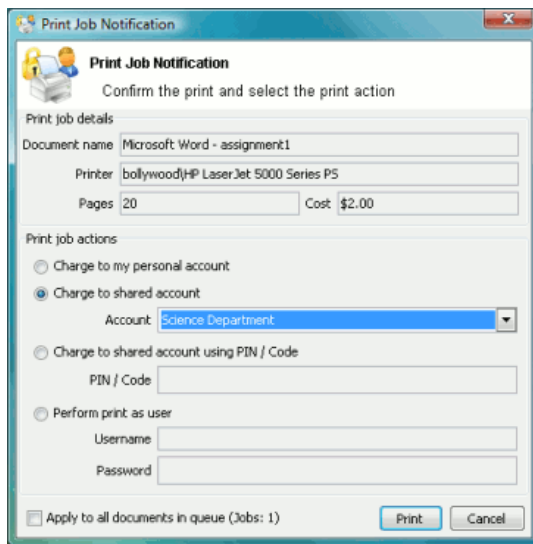 Print Job Notification
Print Job Notification
Confirm the print and select the print action
Print job details
Document name Microsoft Word - assignment1
Printer bollywood\HP LaserJet 5000 Series PS
Pages 20 Cost $2.00
Print job actions
Charge to my personal account
Charge to shared account
Account Science Department
Charge to shared account using PIN / Code
PIN / Code
Perform print as user
Username
Password
Apply to all documents in queue (Jobs: 1) Print Cancel